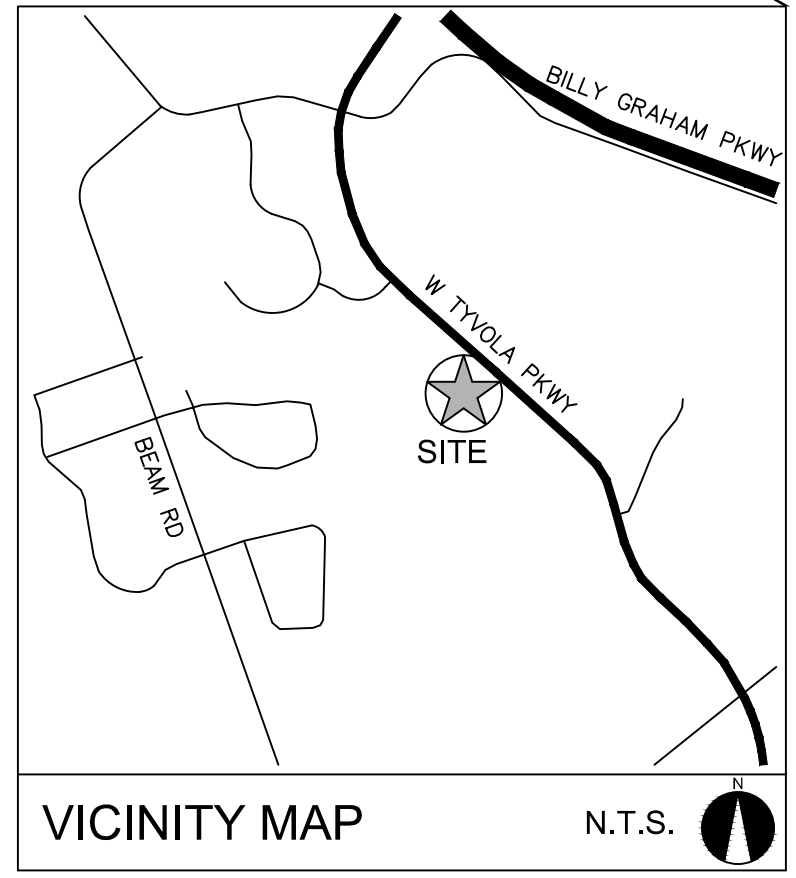 BILLY GRAHAM PKWY
W TYVOLA PKWY
SITE
BEAM RD
VICINITY MAP
N.T.S.
N